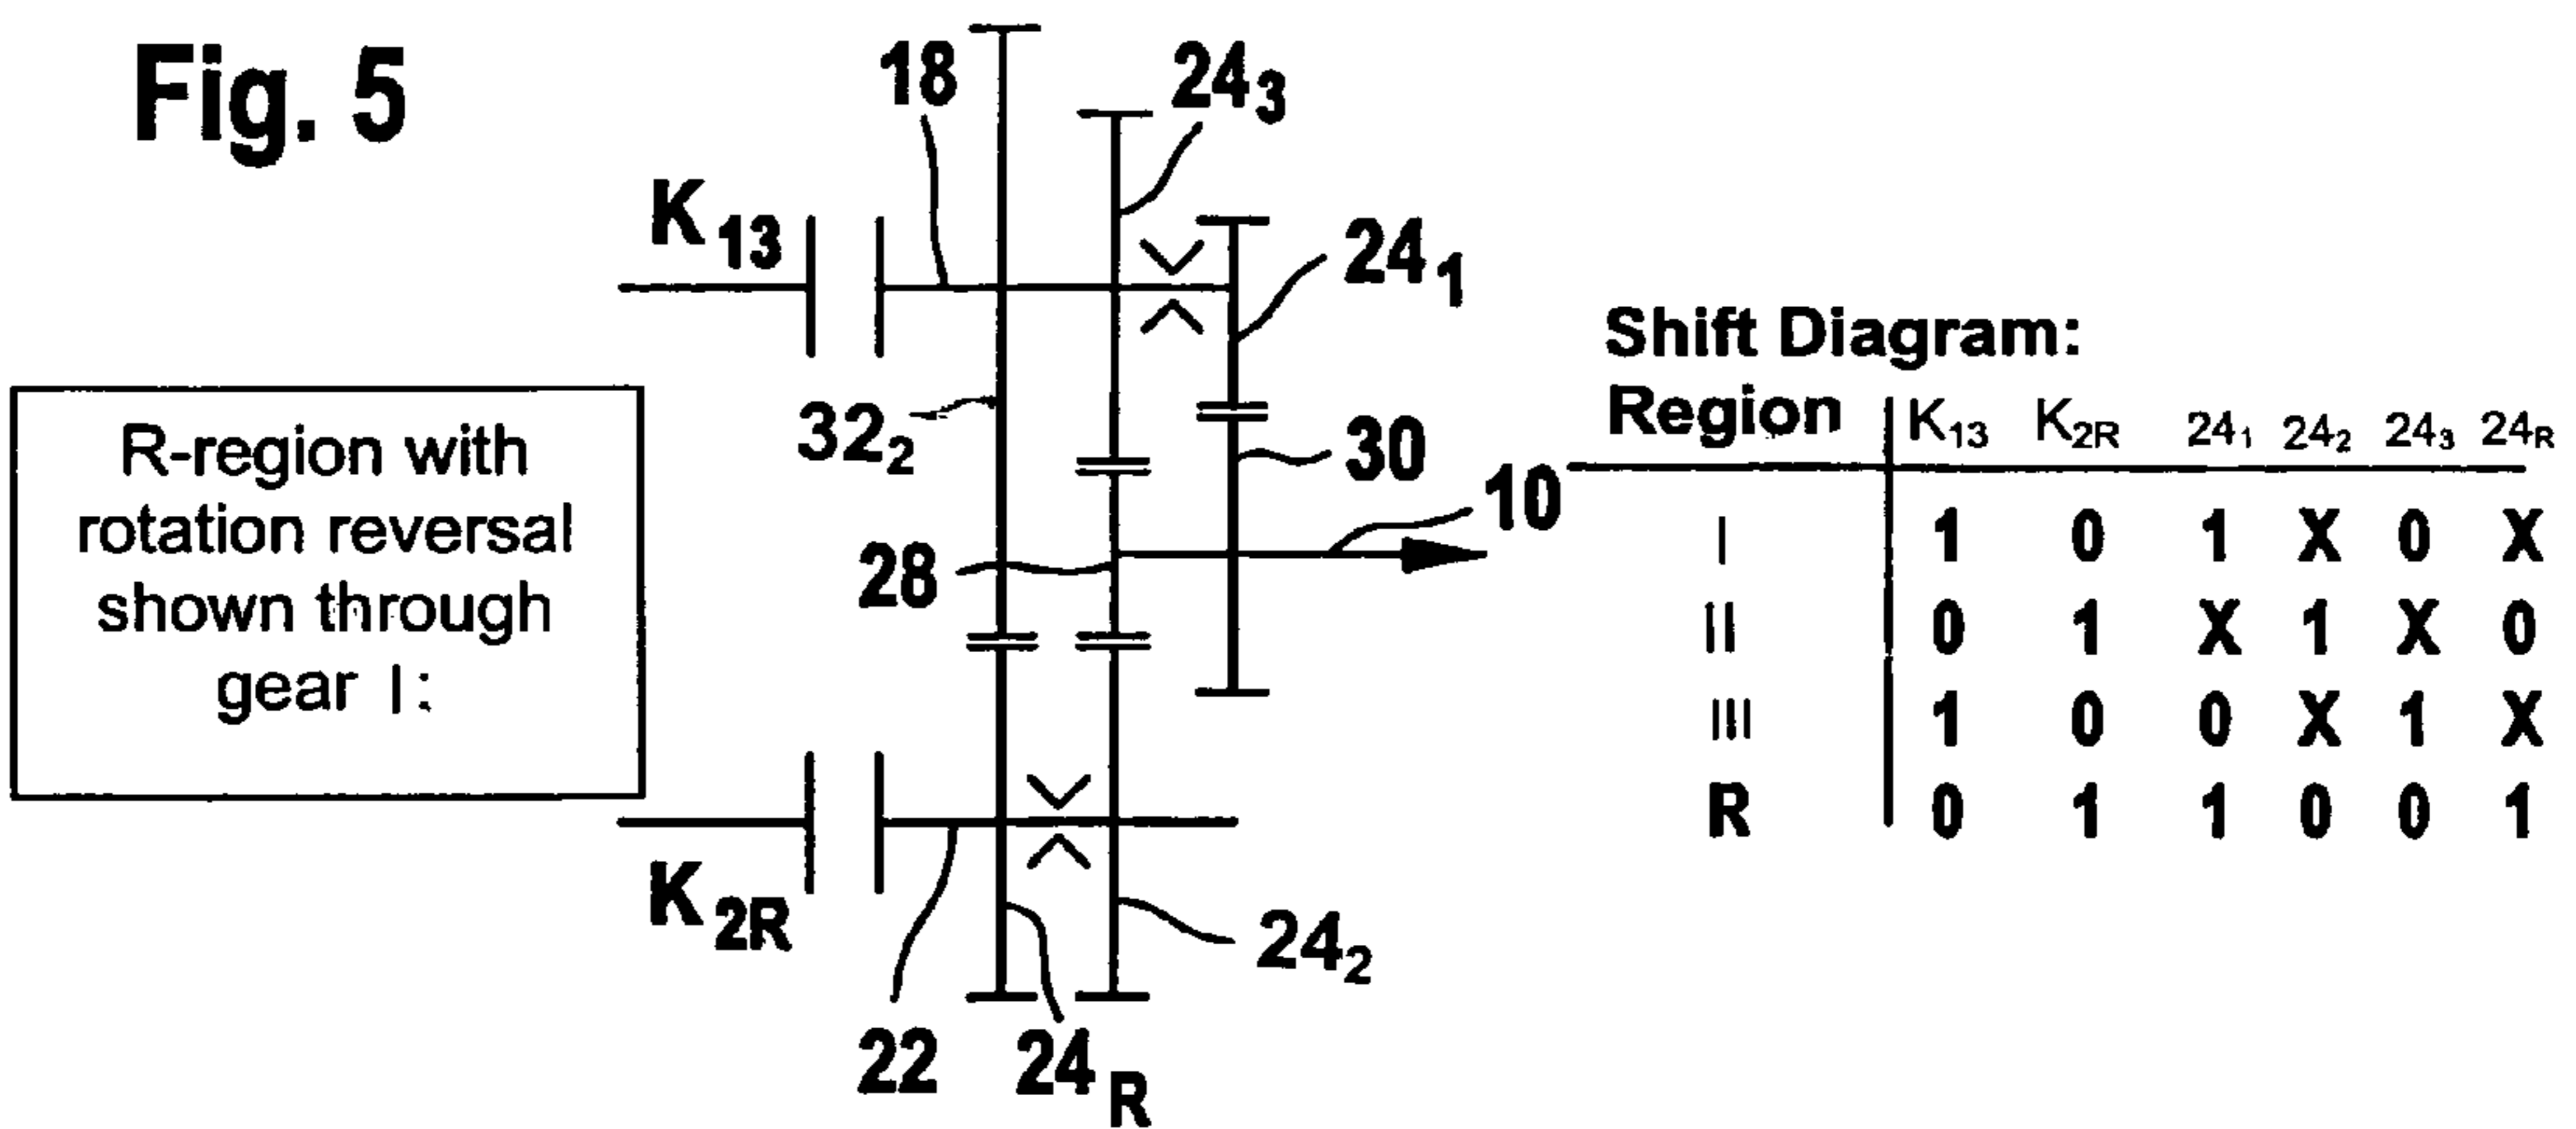 Fig. 5
18
24₃
K₁₃
24₁
32₂
30
10
28
R-region with
rotation reversal
shown through
gear I:
K₂R
24₂
22
24R
Shift Diagram:
Region K₁₃ K₂R 24₁ 24₂ 24₃ 24R
I 1 0 1 X 0 X
II 0 1 X 1 X 0
III 1 0 0 X 1 X
R 0 1 1 0 0 1